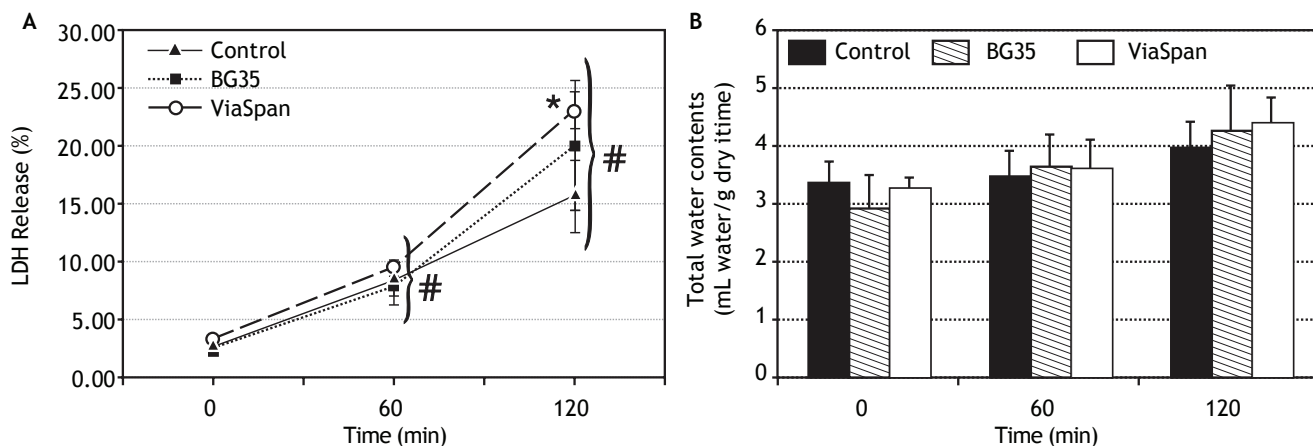 A
30.00
25.00
20.00
15.00
10.00
5.00
0.00
LDH Release (%)
Control
BG35
ViaSpan
*
#
#
0 60 120
Time (min)
B
6
5
4
3
2
1
0
Total water contents
(mL water/g dry itime)
Control BG35 ViaSpan
0 60 120
Time (min)